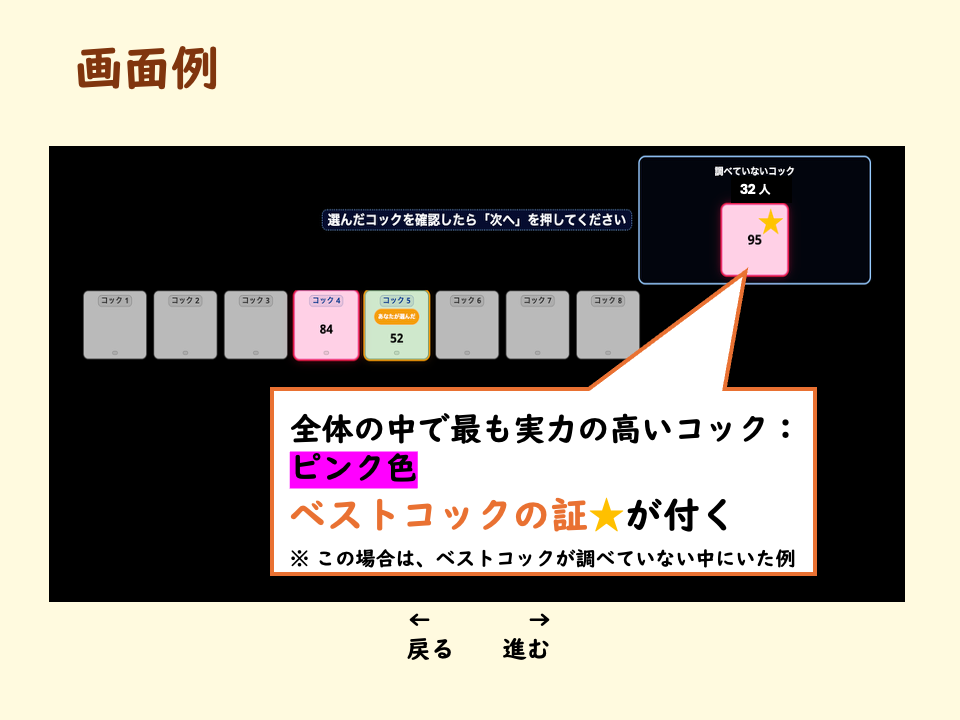 画面例
調べていないコック
32 人
選んだコックを確認したら「次へ」を押してください
95
コック 1
コック 2
コック 3
コック 4
コック 5
コック 6
コック 7
コック 8
あなたが選んだ
84
52
全体の中で最も実力の高いコック：
ピンク色
ベストコックの証★が付く
※ この場合は、ベストコックが調べていない中にいた例
← →
戻る 進む